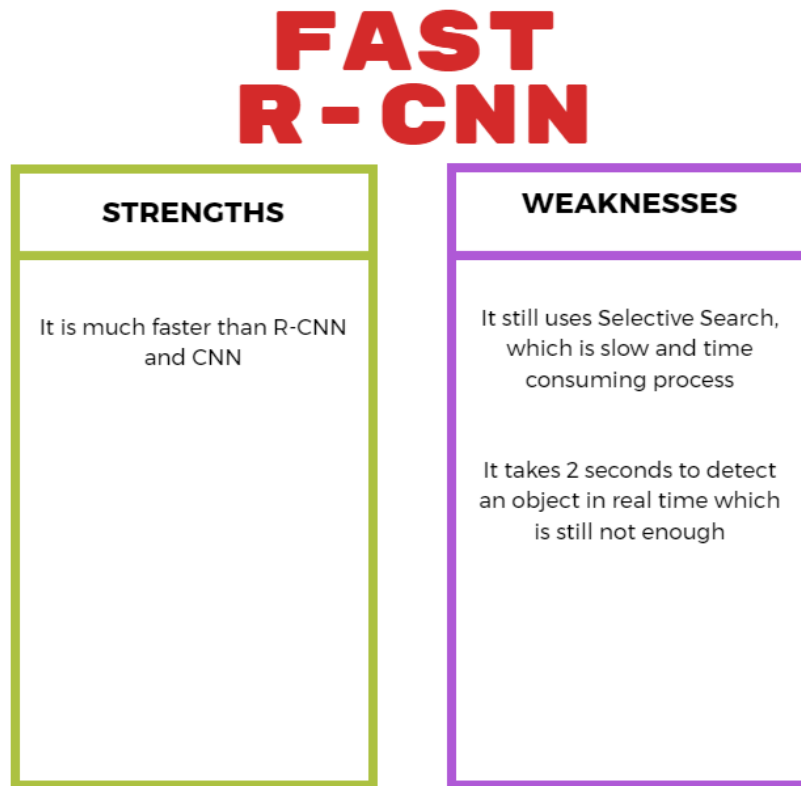 FAST
R-CNN
STRENGTHS
It is much faster than R-CNN
and CNN
WEAKNESSES
It still uses Selective Search,
which is slow and time
consuming process
It takes 2 seconds to detect
an object in real time which
is still not enough